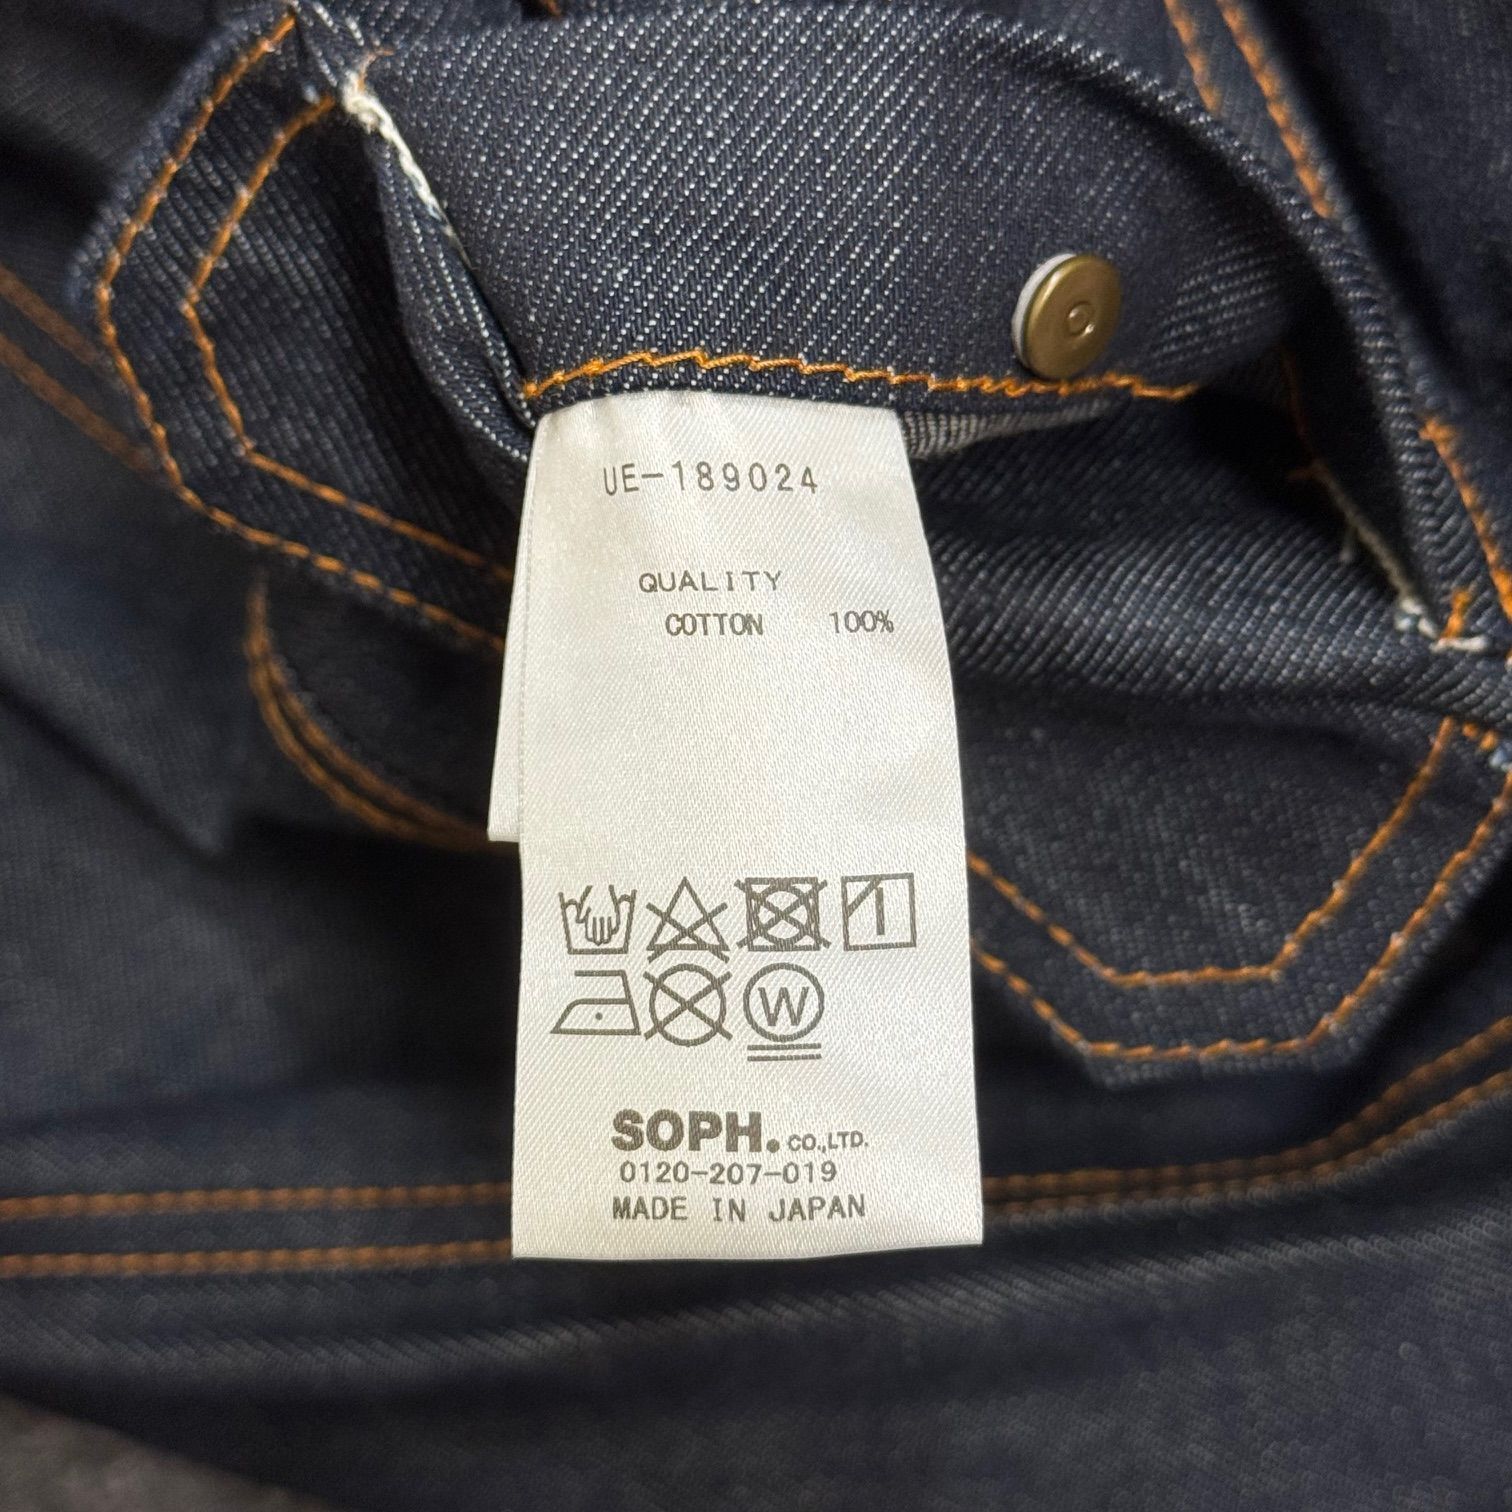 UE-189024
QUALITY
COTTON 100%
W
SOPH. CO.,LTD.
0120-207-019
MADE IN JAPAN